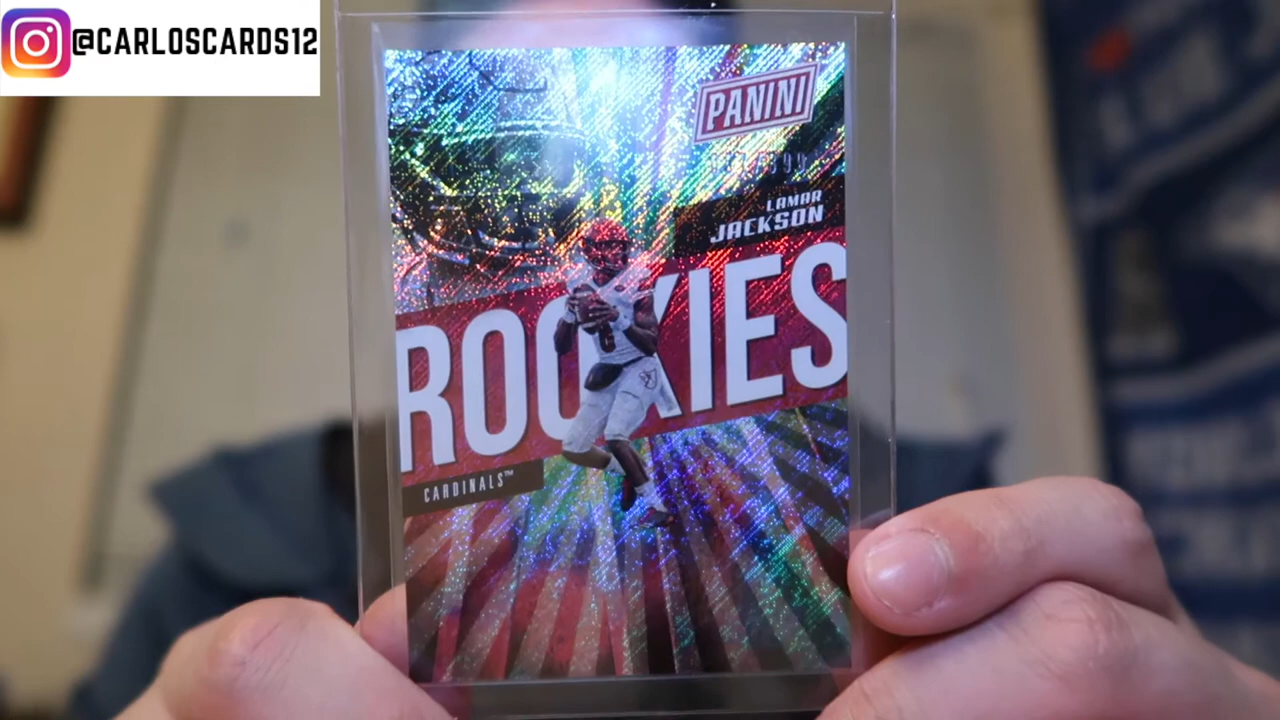 @CARLOSCARDS12
PANINI
LAMAR
JACKSON
ROOKIES
CARDINALS™